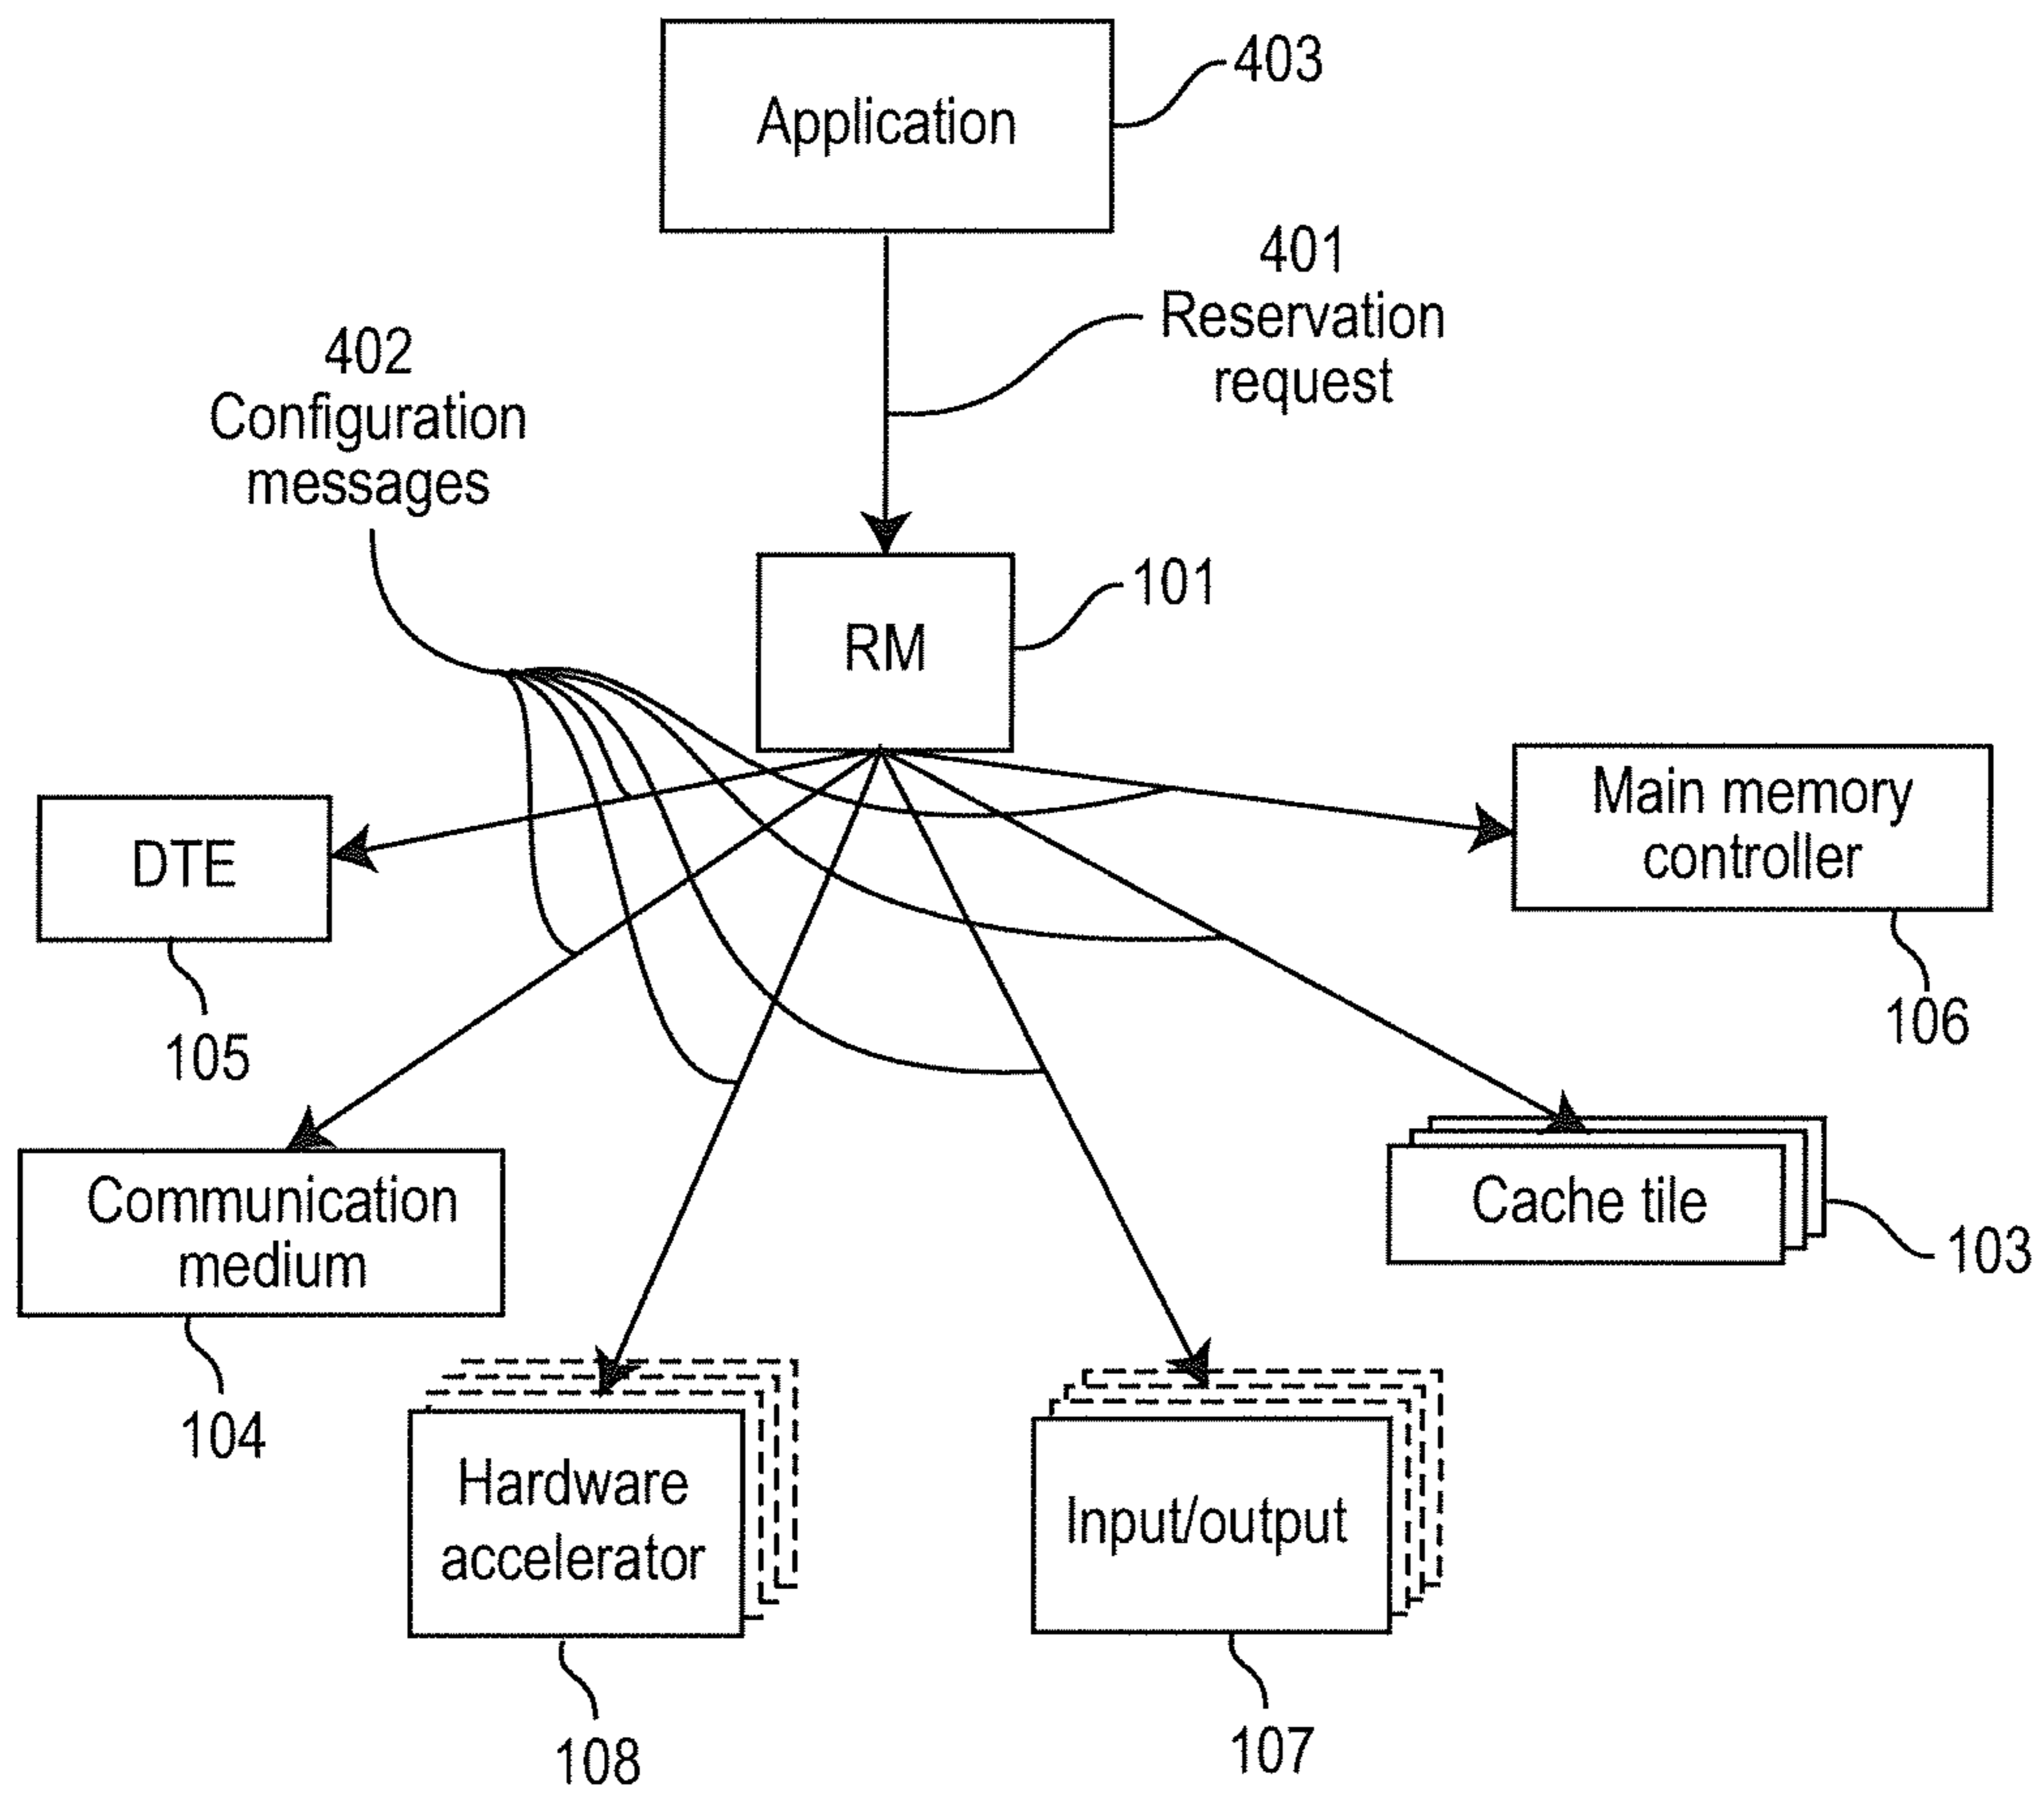 Application
403
401
Reservation
request
402
Configuration
messages
RM
101
DTE
105
Main memory
controller
106
Communication
medium
104
Cache tile
103
Hardware
accelerator
108
Input/output
107